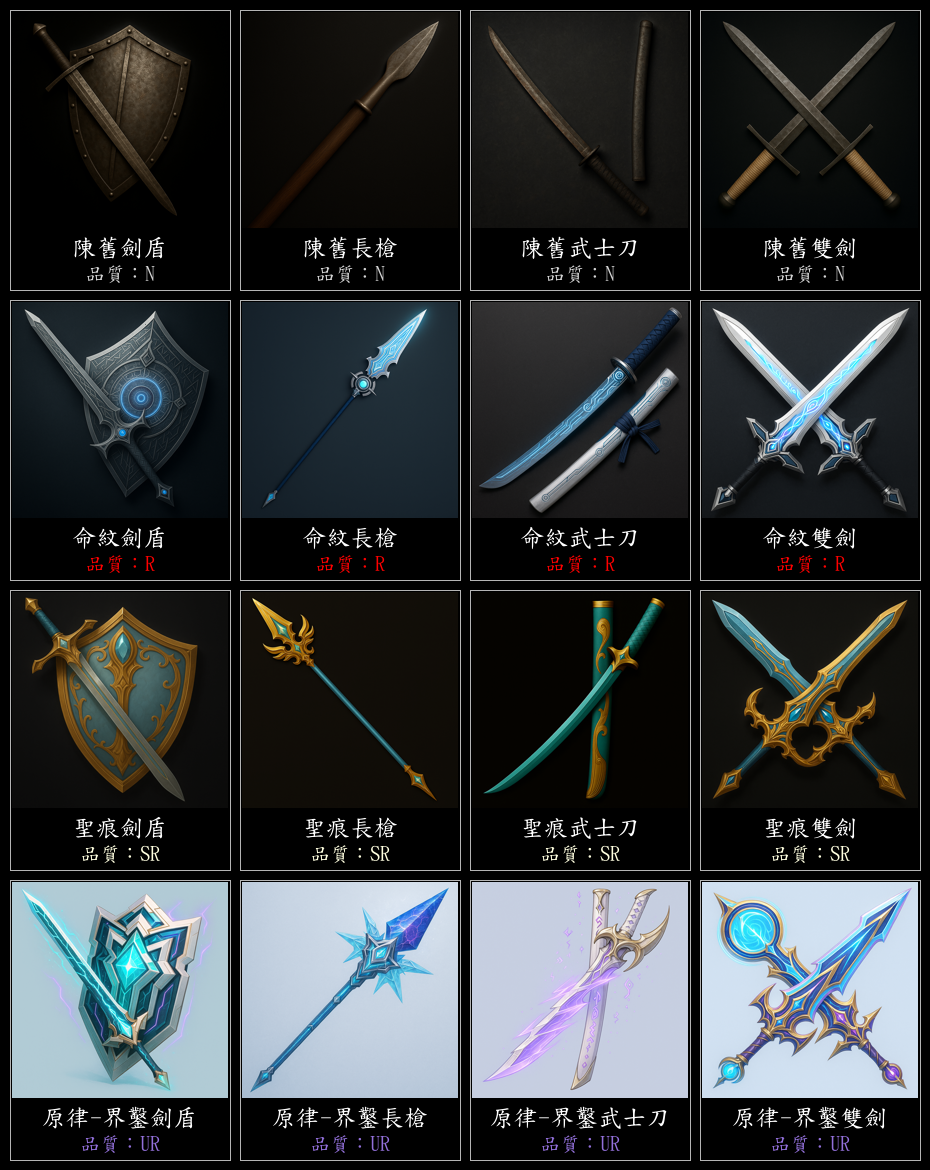 陳舊劍盾
品質：N
陳舊長槍
品質：N
陳舊武士刀
品質：N
陳舊雙劍
品質：N
命紋劍盾
品質：R
命紋長槍
品質：R
命紋武士刀
品質：R
命紋雙劍
品質：R
聖痕劍盾
品質：SR
聖痕長槍
品質：SR
聖痕武士刀
品質：SR
聖痕雙劍
品質：SR
原律-界鑿劍盾
品質：UR
原律-界鑿長槍
品質：UR
原律-界鑿武士刀
品質：UR
原律-界鑿雙劍
品質：UR